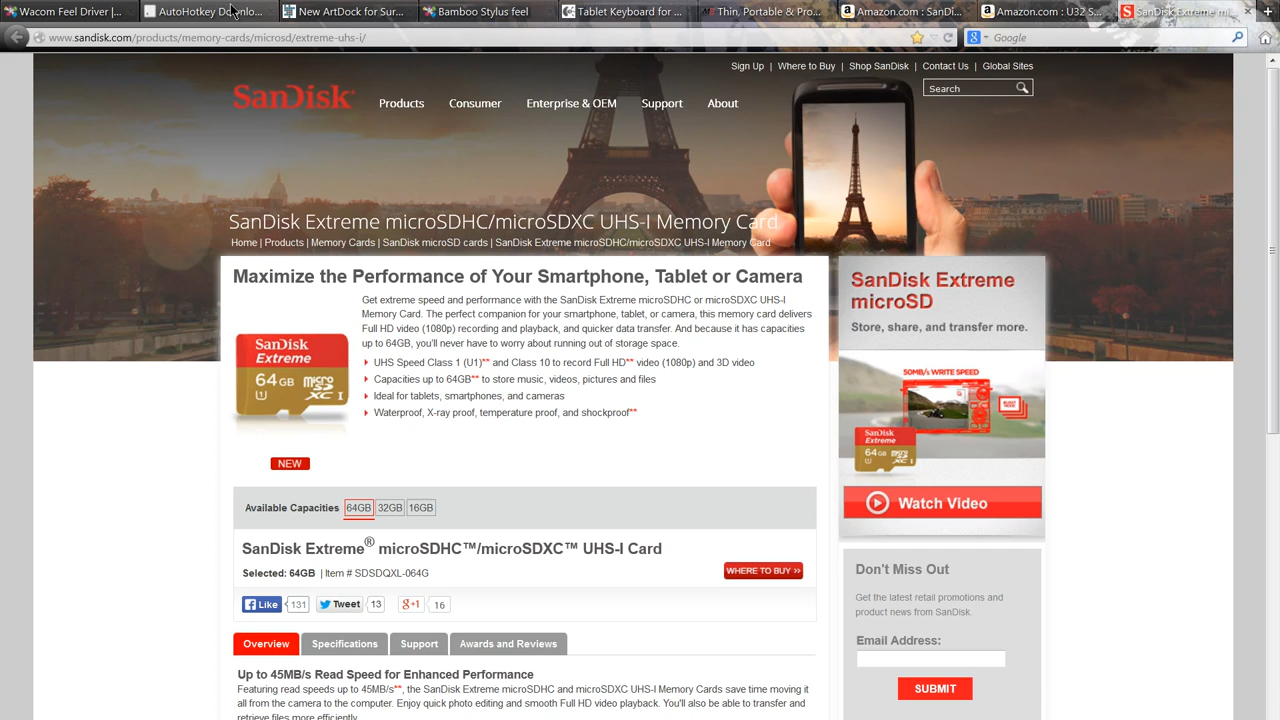 Wacom Feel Driver |...
AutoHotkey Downlo...
New ArtDock for Sur...
Bamboo Stylus feel
Tablet Keyboard for ...
Thin, Portable & Pro...
Amazon.com : SanDi...
Amazon.com : U32 S...
SanDisk Extreme mi...
www.sandisk.com/products/memory-cards/microsd/extreme-uhs-i/
Google
Sign Up | Where to Buy | Shop SanDisk | Contact Us | Global Sites
Search
SanDisk
Products Consumer Enterprise & OEM Support About
SanDisk Extreme microSDHC/microSDXC UHS-I Memory Card
Home | Products | Memory Cards | SanDisk microSD cards | SanDisk Extreme microSDHC/microSDXC UHS-I Memory Card
Maximize the Performance of Your Smartphone, Tablet or Camera
Get extreme speed and performance with the SanDisk Extreme microSDHC or microSDXC UHS-I
Memory Card. The perfect companion for your smartphone, tablet, or camera, this memory card delivers
Full HD video (1080p) recording and playback, and quicker data transfer. And because it has capacities
up to 64GB, you'll never have to worry about running out of storage space.
UHS Speed Class 1 (U1)** and Class 10 to record Full HD** video (1080p) and 3D video
Capacities up to 64GB** to store music, videos, pictures and files
Ideal for tablets, smartphones, and cameras
Waterproof, X-ray proof, temperature proof, and shockproof**
SanDisk
Extreme
64GB micro SDXC I
NEW
Available Capacities 64GB 32GB 16GB
SanDisk Extreme® microSDHC™/microSDXC™ UHS-I Card
Selected: 64GB | Item # SDSDQXL-064G
WHERE TO BUY >>
Like 131 Tweet 13 g+1 16
Overview Specifications Support Awards and Reviews
Up to 45MB/s Read Speed for Enhanced Performance
Featuring read speeds up to 45MB/s**, the SanDisk Extreme microSDHC and microSDXC UHS-I Memory Cards save time moving it
all from the camera to the computer. Enjoy quick photo editing and smooth Full HD video playback. You'll also be able to transfer and
retrieve files more efficiently.
SanDisk Extreme
microSD
Store, share, and transfer more.
50MB/s WRITE SPEED
SanDisk
Extreme
64GB
Watch Video
Don't Miss Out
Get the latest retail promotions and
product news from SanDisk.
Email Address:
SUBMIT